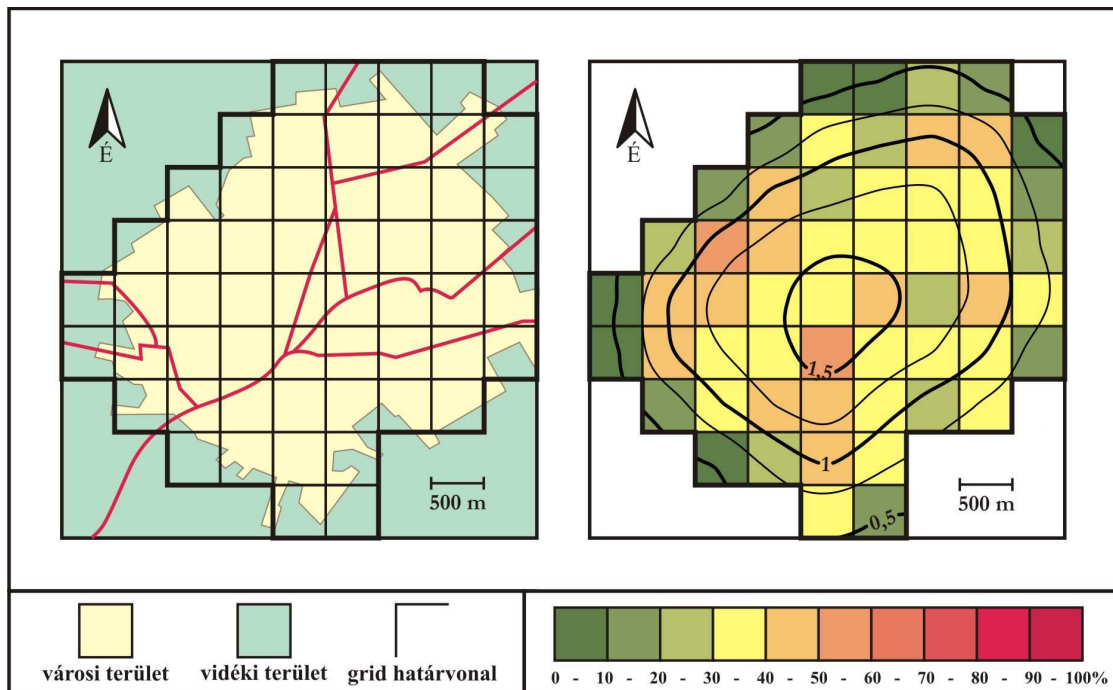 É
500 m
É
1,5
1
0,5
500 m
városi terület
vidéki terület
grid határvonal
0 - 10 - 20 - 30 - 40 - 50 - 60 - 70 - 80 - 90 - 100%